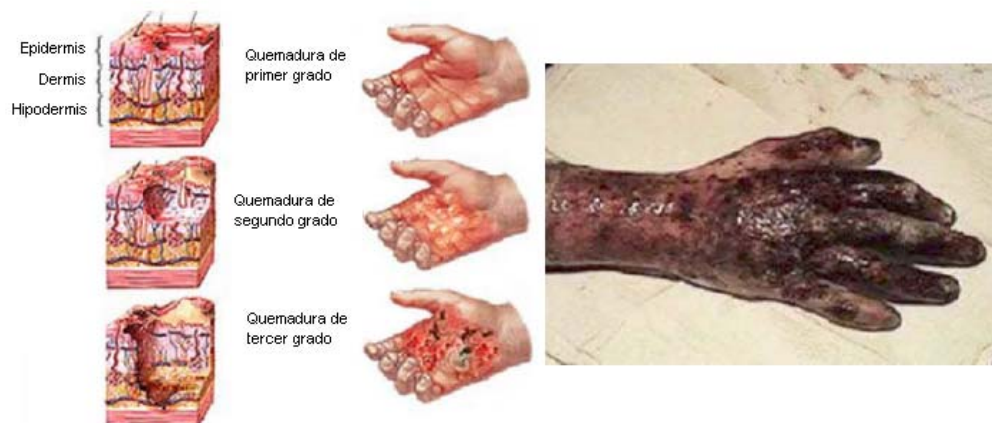 Epidermis
Dermis
Hipodermis
Quemadura de
primer grado
Quemadura de
segundo grado
Quemadura de
tercer grado